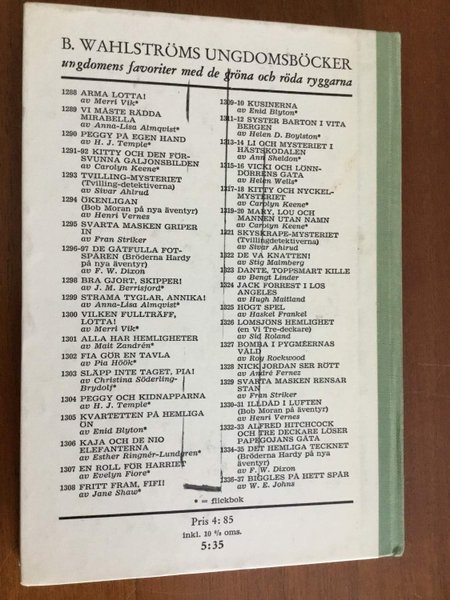 B. WAHLSTRÖMS UNGDOMSBÖCKER
ungdomens favoriter med de gröna och röda ryggarna
1288 ARMA LOTTA!
av Merri Vik*
1289 VI MÅSTE RÄDDA
MIRABELLA
av Anna-Lisa Almqvist*
1290 PEGGY PÅ EGEN HAND
av H. J. Temple*
1291-92 KITTY OCH DEN FÖR-
SVUNNA GALJONSBILDEN
av Carolyn Keene*
1293 TVILLING-MYSTERIET
(Tvilling-detektiverna)
av Sivar Ahlrud
1294 ÖKENLIGAN
(Bob Moran på nya äventyr)
av Henri Vernes
1295 SVARTA MASKEN GRIPER
IN
av Fran Striker
1296-97 DE GÅTFULLA FOT-
SPÅREN (Bröderna Hardy
på nya äventyr)
av F. W. Dixon
1298 BRA GJORT, SKIPPER!
av J. M. Berrisford*
1299 STRAMA TYGLAR, ANNIKA!
av Anna-Lisa Almqvist*
1300 VILKEN FULLTRÄFF,
LOTTA!
av Merri Vik*
1301 ALLA HAR HEMLIGHETER
av Mait Zandrén*
1302 FIA GÖR EN TAVLA
av Pia Höök*
1303 SLÄPP INTE TAGET, PIA!
av Christina Söderling-
Brydolf*
1304 PEGGY OCH KIDNAPPARNA
av H. J. Temple*
1305 KVARTETTEN PÅ HEMLIGA
ÖN
av Enid Blyton*
1306 KAJA OCH DE NIO
ELEFANTERNA
av Esther Ringnér-Lundgren*
1307 EN ROLL FÖR HARRIET
av Evelyn Fiore*
1308 FRITT FRAM, FIFI!
av Jane Shaw*
1309-10 KUSINERNA
av Enid Blyton*
1311-12 SYSTER BARTON I VITA
BERGEN
av Helen D. Boylston*
1313-14 LI OCH MYSTERIET I
HÄSTSKODALEN
av Ann Sheldon*
1315-16 VICKI OCH LÖNN-
DÖRRENS GÅTA
av Helen Wells*
1317-18 KITTY OCH NYCKEL-
MYSTERIET
av Carolyn Keene*
1319-20 MARY, LOU OCH
MANNEN UTAN NAMN
av Carolyn Keene*
1321 SKYSKRAPE-MYSTERIET
(Tvillingdetektiverna)
av Sivar Ahlrud
1322 DE VÅ KNATTEN!
av Stig Malmberg
1323 DANTE, TOPPSMART KILLE
av Bengt Linder
1324 JACK FORREST I LOS
ANGELES
av Hugh Maitland
1325 HÖGT SPEL
av Haskel Frankel
1326 LOMSJÖNS HEMLIGHET
(en Vi Tre-deckare)
av Sid Roland
1327 BOMBA I PYGMÉERNAS
VÅLD
av Roy Rockwood
1328 NICK JORDAN SER RÖTT
av André Fernez
1329 SVARTA MASKEN RENSAR
STAN
av Fran Striker
1330-31 ILLDÅD I LUFTEN
(Bob Moran på äventyr)
av Henri Vernes
1332-33 ALFRED HITCHCOCK
OCH TRE DECKARE LÖSER
PAPEGOJANS GÅTA
1334-35 DET HEMLIGA TECKNET
(Bröderna Hardy på nya
äventyr)
av F. W. Dixon
1336-37 BIGGLES PÅ HETT SPÅR
av W. E. Johns
* = flickbok
Pris 4: 85
inkl. 10 % oms.
5:35